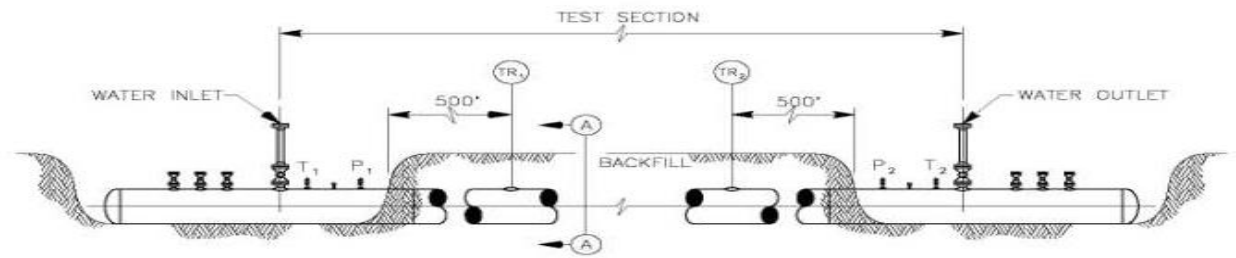 TEST SECTION
TR1 TR2
WATER INLET 500' 500' WATER OUTLET
A
BACKFILL
T1 P1 P2 T2
A